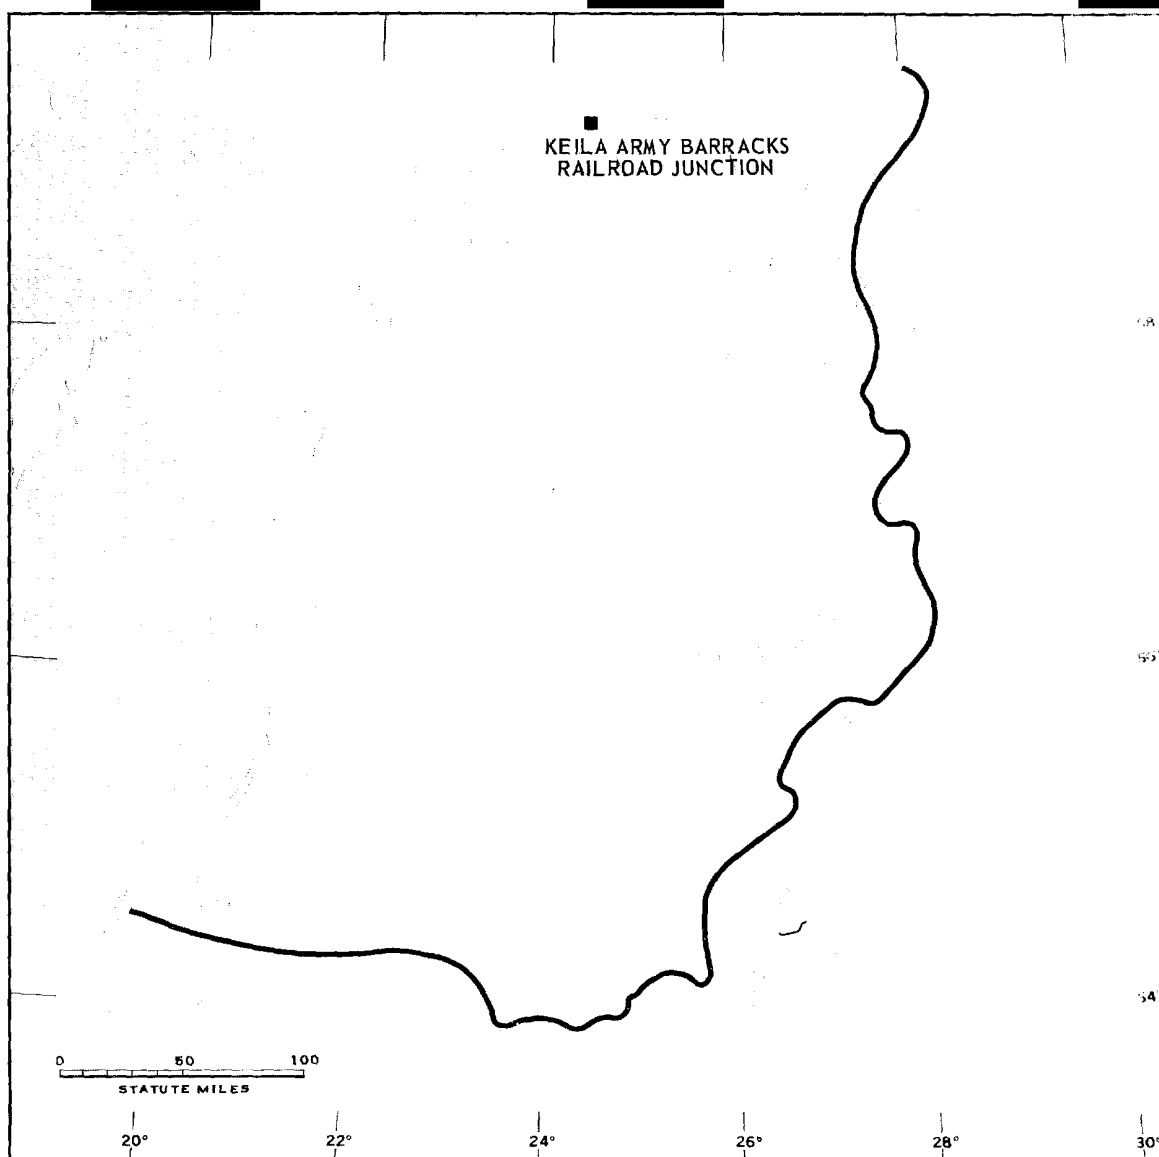 KEILA ARMY BARRACKS
RAILROAD JUNCTION
0 50 100
STATUTE MILES
20° 22° 24° 26° 28° 30°